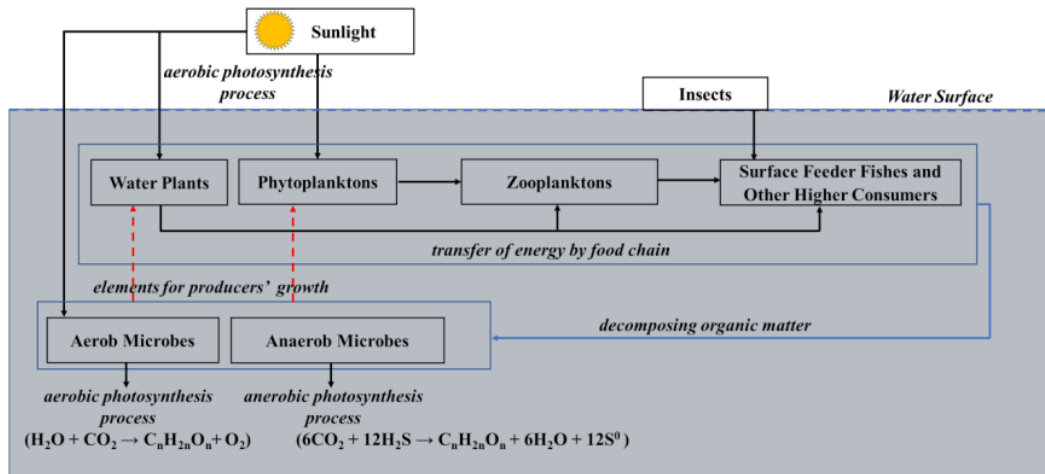 Sunlight
aerobic photosynthesis
process
Insects
Water Surface
Water Plants
Phytoplanktons
Zooplanktons
Surface Feeder Fishes and
Other Higher Consumers
transfer of energy by food chain
elements for producers' growth
decomposing organic matter
Aerob Microbes
Anaerob Microbes
aerobic photosynthesis
process
(H₂O + CO₂ → CₙH₂ₙOₙ+ O₂)
anerobic photosynthesis
process
(6CO₂ + 12H₂S → CₙH₂ₙOₙ + 6H₂O + 12S⁰ )